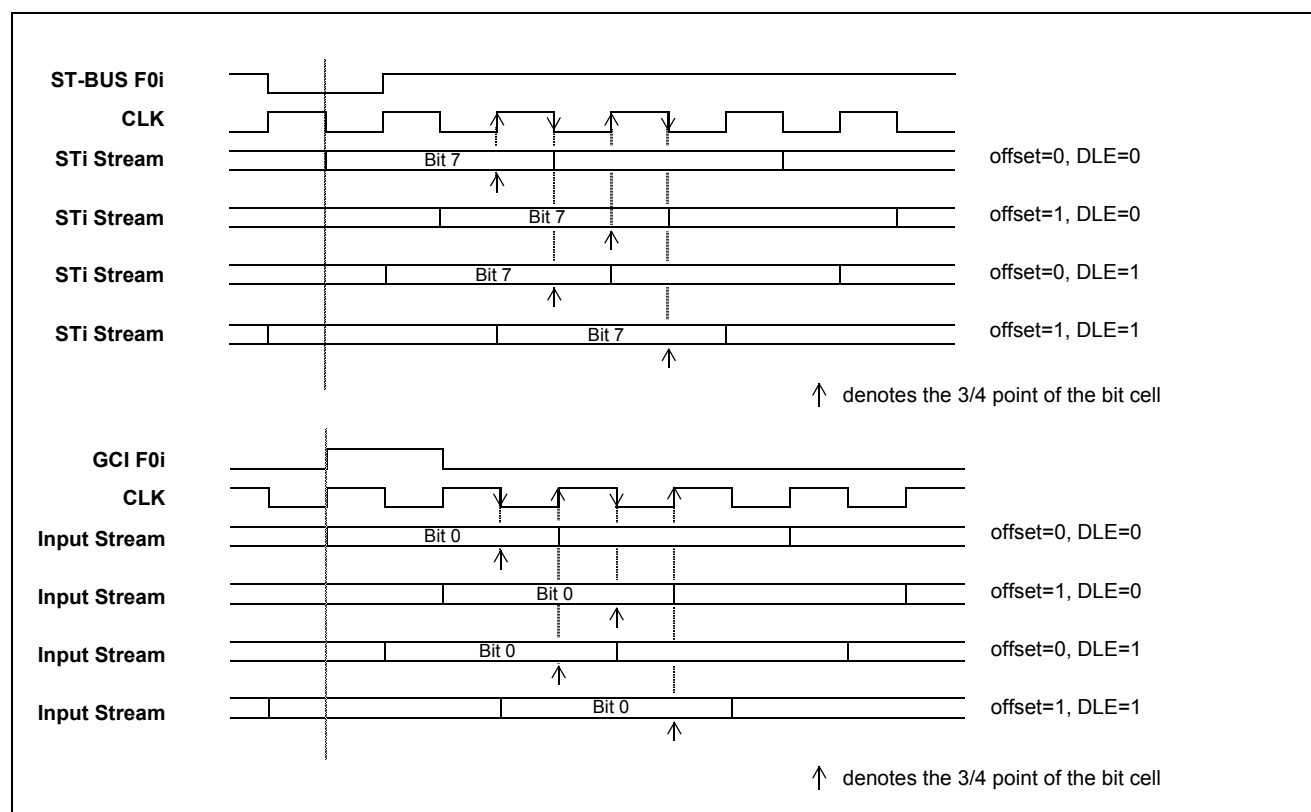 ST-BUS F0i
CLK
STi Stream Bit 7 offset=0, DLE=0
STi Stream Bit 7 offset=1, DLE=0
STi Stream Bit 7 offset=0, DLE=1
STi Stream Bit 7 offset=1, DLE=1
denotes the 3/4 point of the bit cell
GCI F0i
CLK
Input Stream Bit 0 offset=0, DLE=0
Input Stream Bit 0 offset=1, DLE=0
Input Stream Bit 0 offset=0, DLE=1
Input Stream Bit 0 offset=1, DLE=1
denotes the 3/4 point of the bit cell